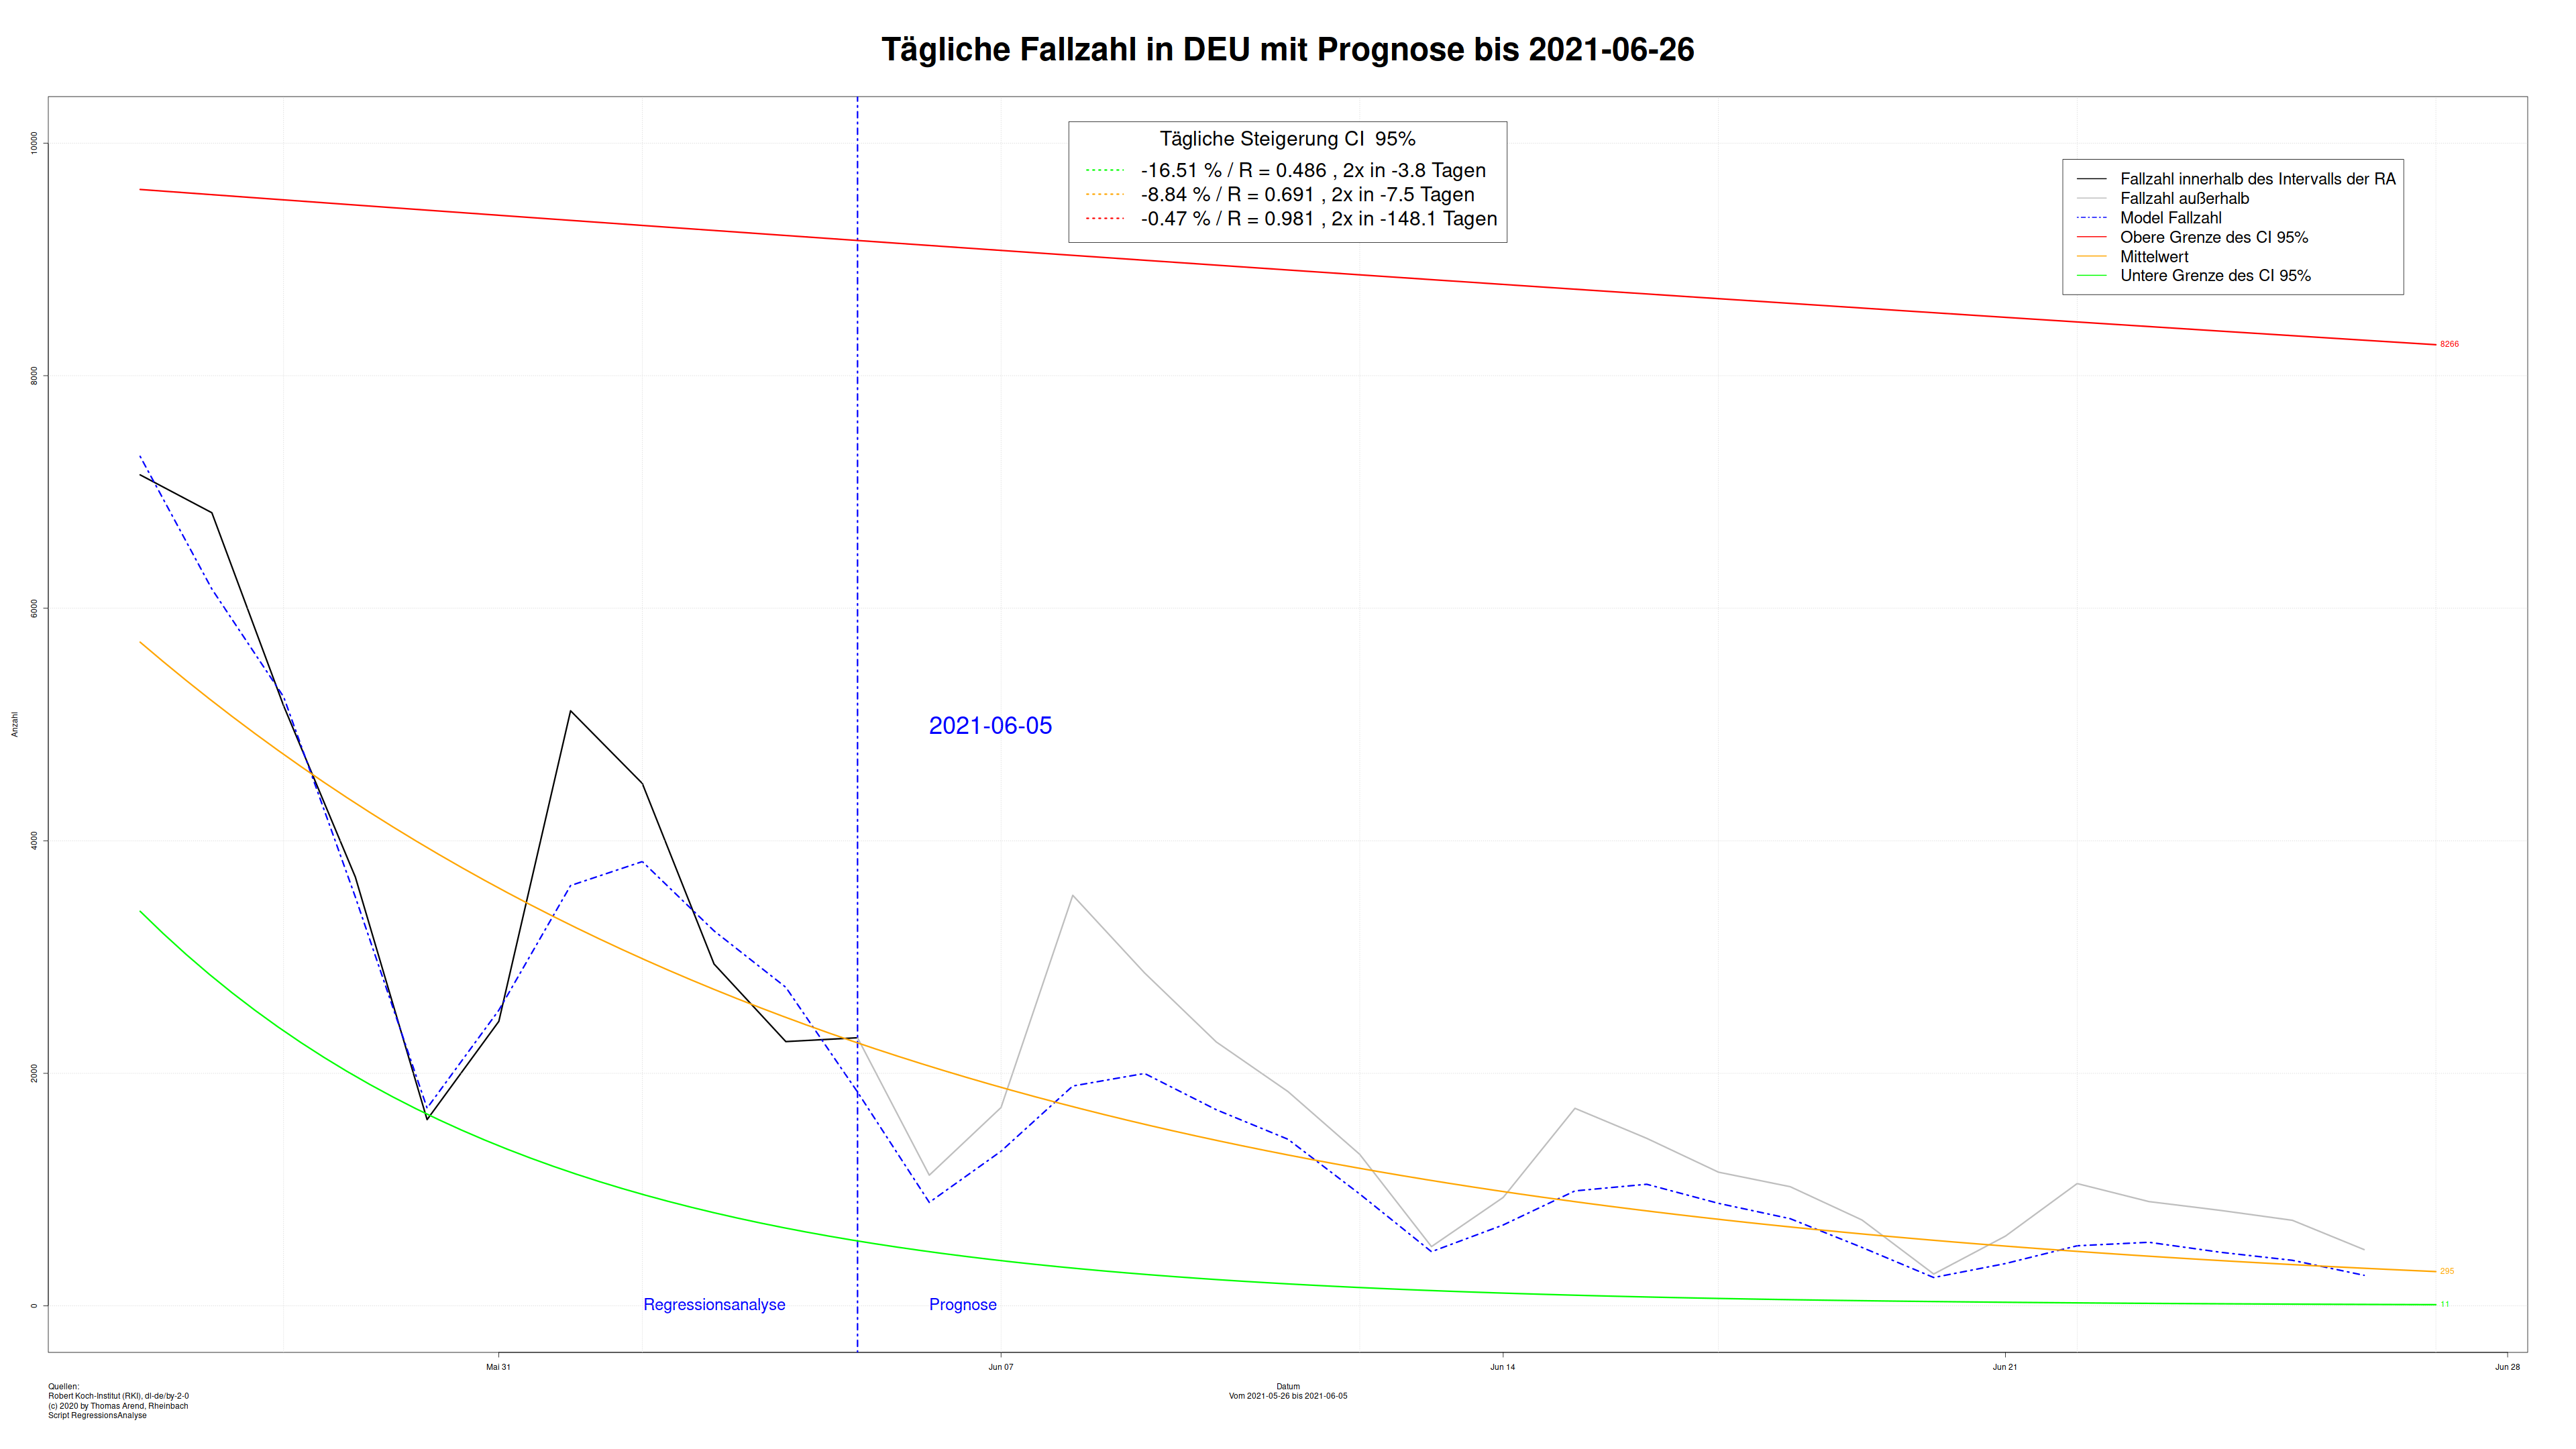 Tägliche Fallzahl in DEU mit Prognose bis 2021-06-26
Tägliche Steigerung CI  95%
-16.51 % / R = 0.486 , 2x in -3.8 Tagen
-8.84 % / R = 0.691 , 2x in -7.5 Tagen
-0.47 % / R = 0.981 , 2x in -148.1 Tagen
Fallzahl innerhalb des Intervalls der RA
Fallzahl außerhalb
Model Fallzahl
Obere Grenze des CI 95%
Mittelwert
Untere Grenze des CI 95%
10000
8000
6000
4000
2000
0
Anzahl
8266
2021-06-05
295
11
Regressionsanalyse
Prognose
Mai 31
Jun 07
Jun 14
Jun 21
Jun 28
Datum
Vom 2021-05-26 bis 2021-06-05
Quellen:
Robert Koch-Institut (RKI), dl-de/by-2-0
(c) 2020 by Thomas Arend, Rheinbach
Script RegressionsAnalyse